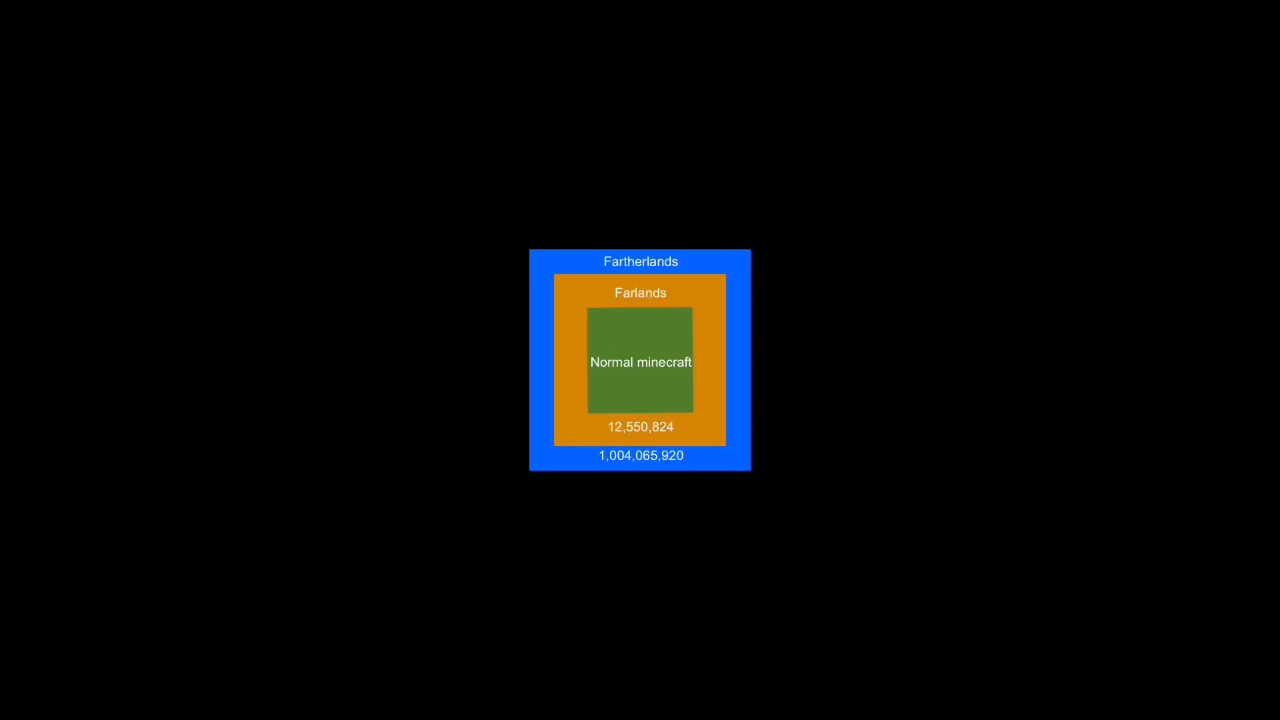 Fartherlands
Farlands
Normal minecraft
12,550,824
1,004,065,920